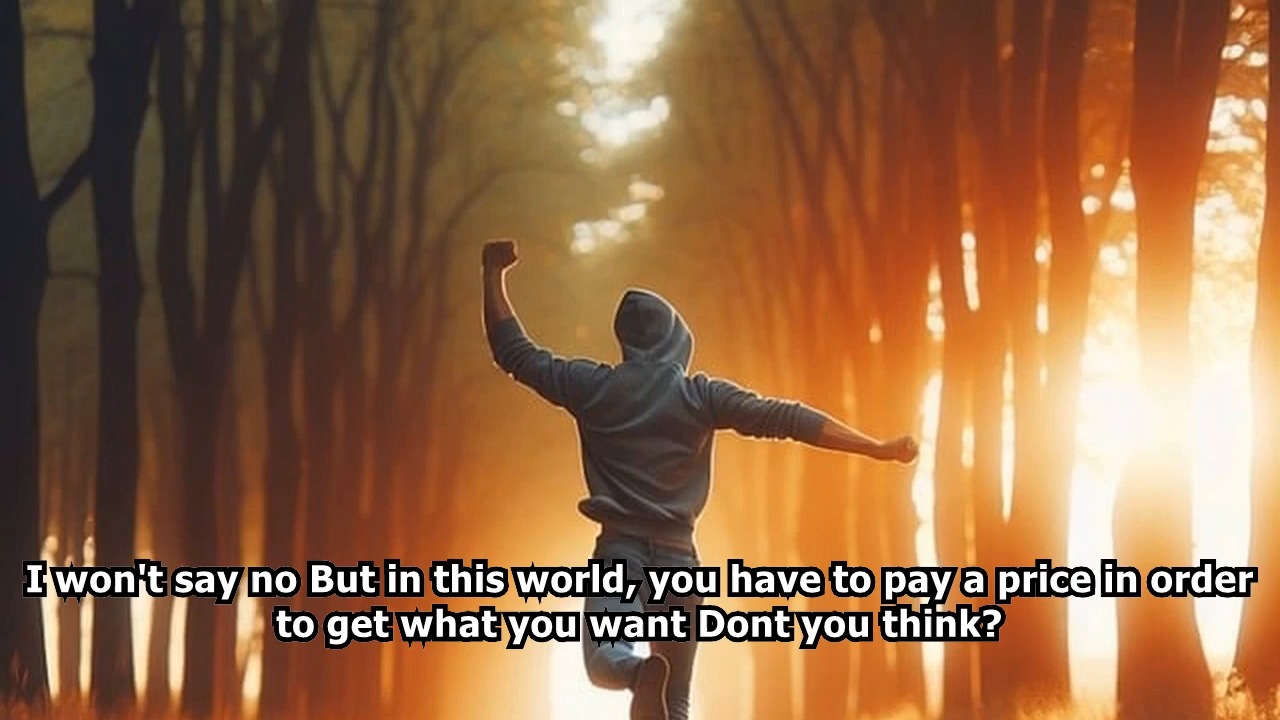 I won't say no But in this world, you have to pay a price in order
to get what you want Dont you think?